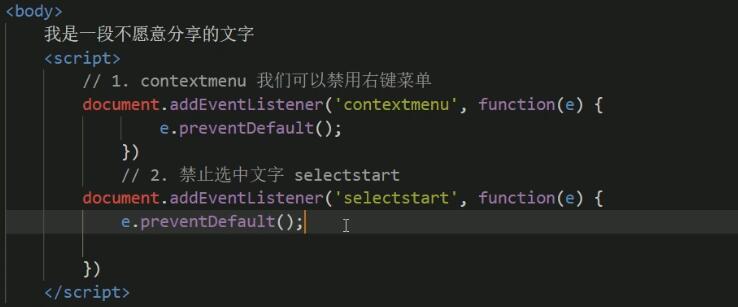 <body>
我是一段不愿意分享的文字
<script>
// 1. contextmenu 我们可以禁用右键菜单
document.addEventListener('contextmenu', function(e) {
e.preventDefault();
})
// 2. 禁止选中文字 selectstart
document.addEventListener('selectstart', function(e) {
e.preventDefault();
})
</script>